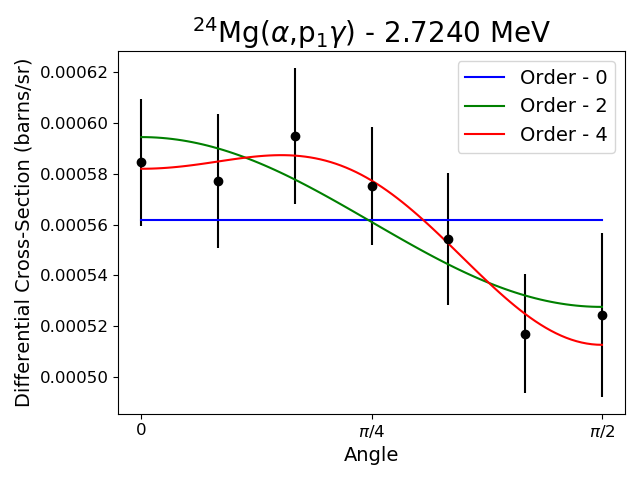 ²⁴Mg(α,p₁γ) - 2.7240 MeV
Order - 0
Order - 2
Order - 4
Differential Cross-Section (barns/sr)
0.00062
0.00060
0.00058
0.00056
0.00054
0.00052
0.00050
0 π/4 π/2
Angle